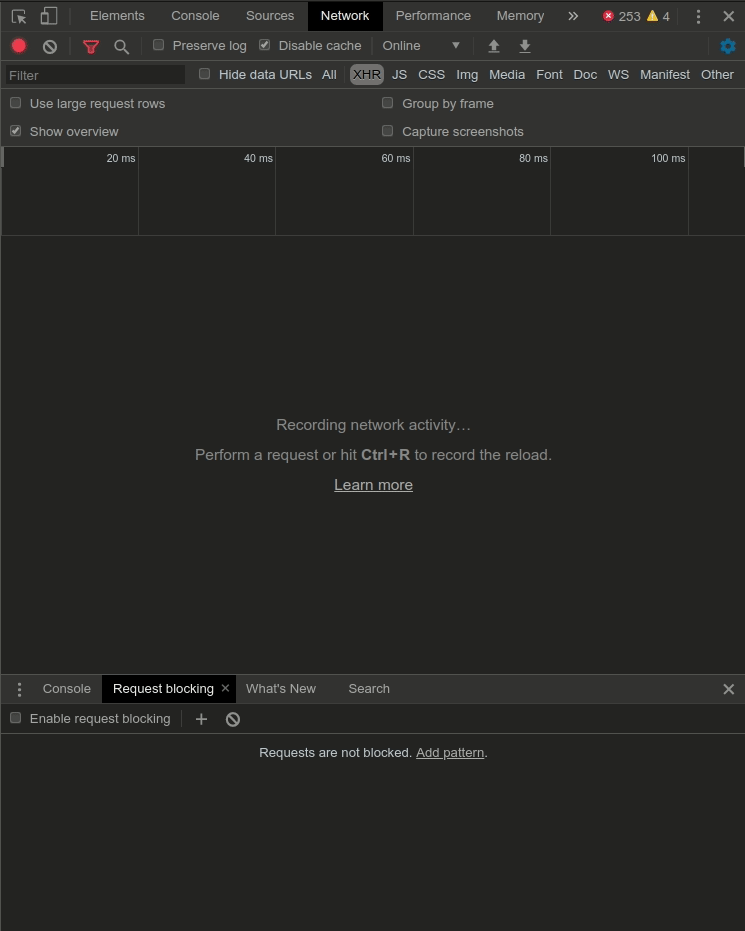 Elements Console Sources Network Performance Memory » 253 4
Preserve log Disable cache Online
Filter Hide data URLs All XHR JS CSS Img Media Font Doc WS Manifest Other
Use large request rows Group by frame
Show overview Capture screenshots
20 ms 40 ms 60 ms 80 ms 100 ms
Recording network activity…
Perform a request or hit Ctrl+R to record the reload.
Learn more
Console Request blocking What's New Search
Enable request blocking
Requests are not blocked. Add pattern.